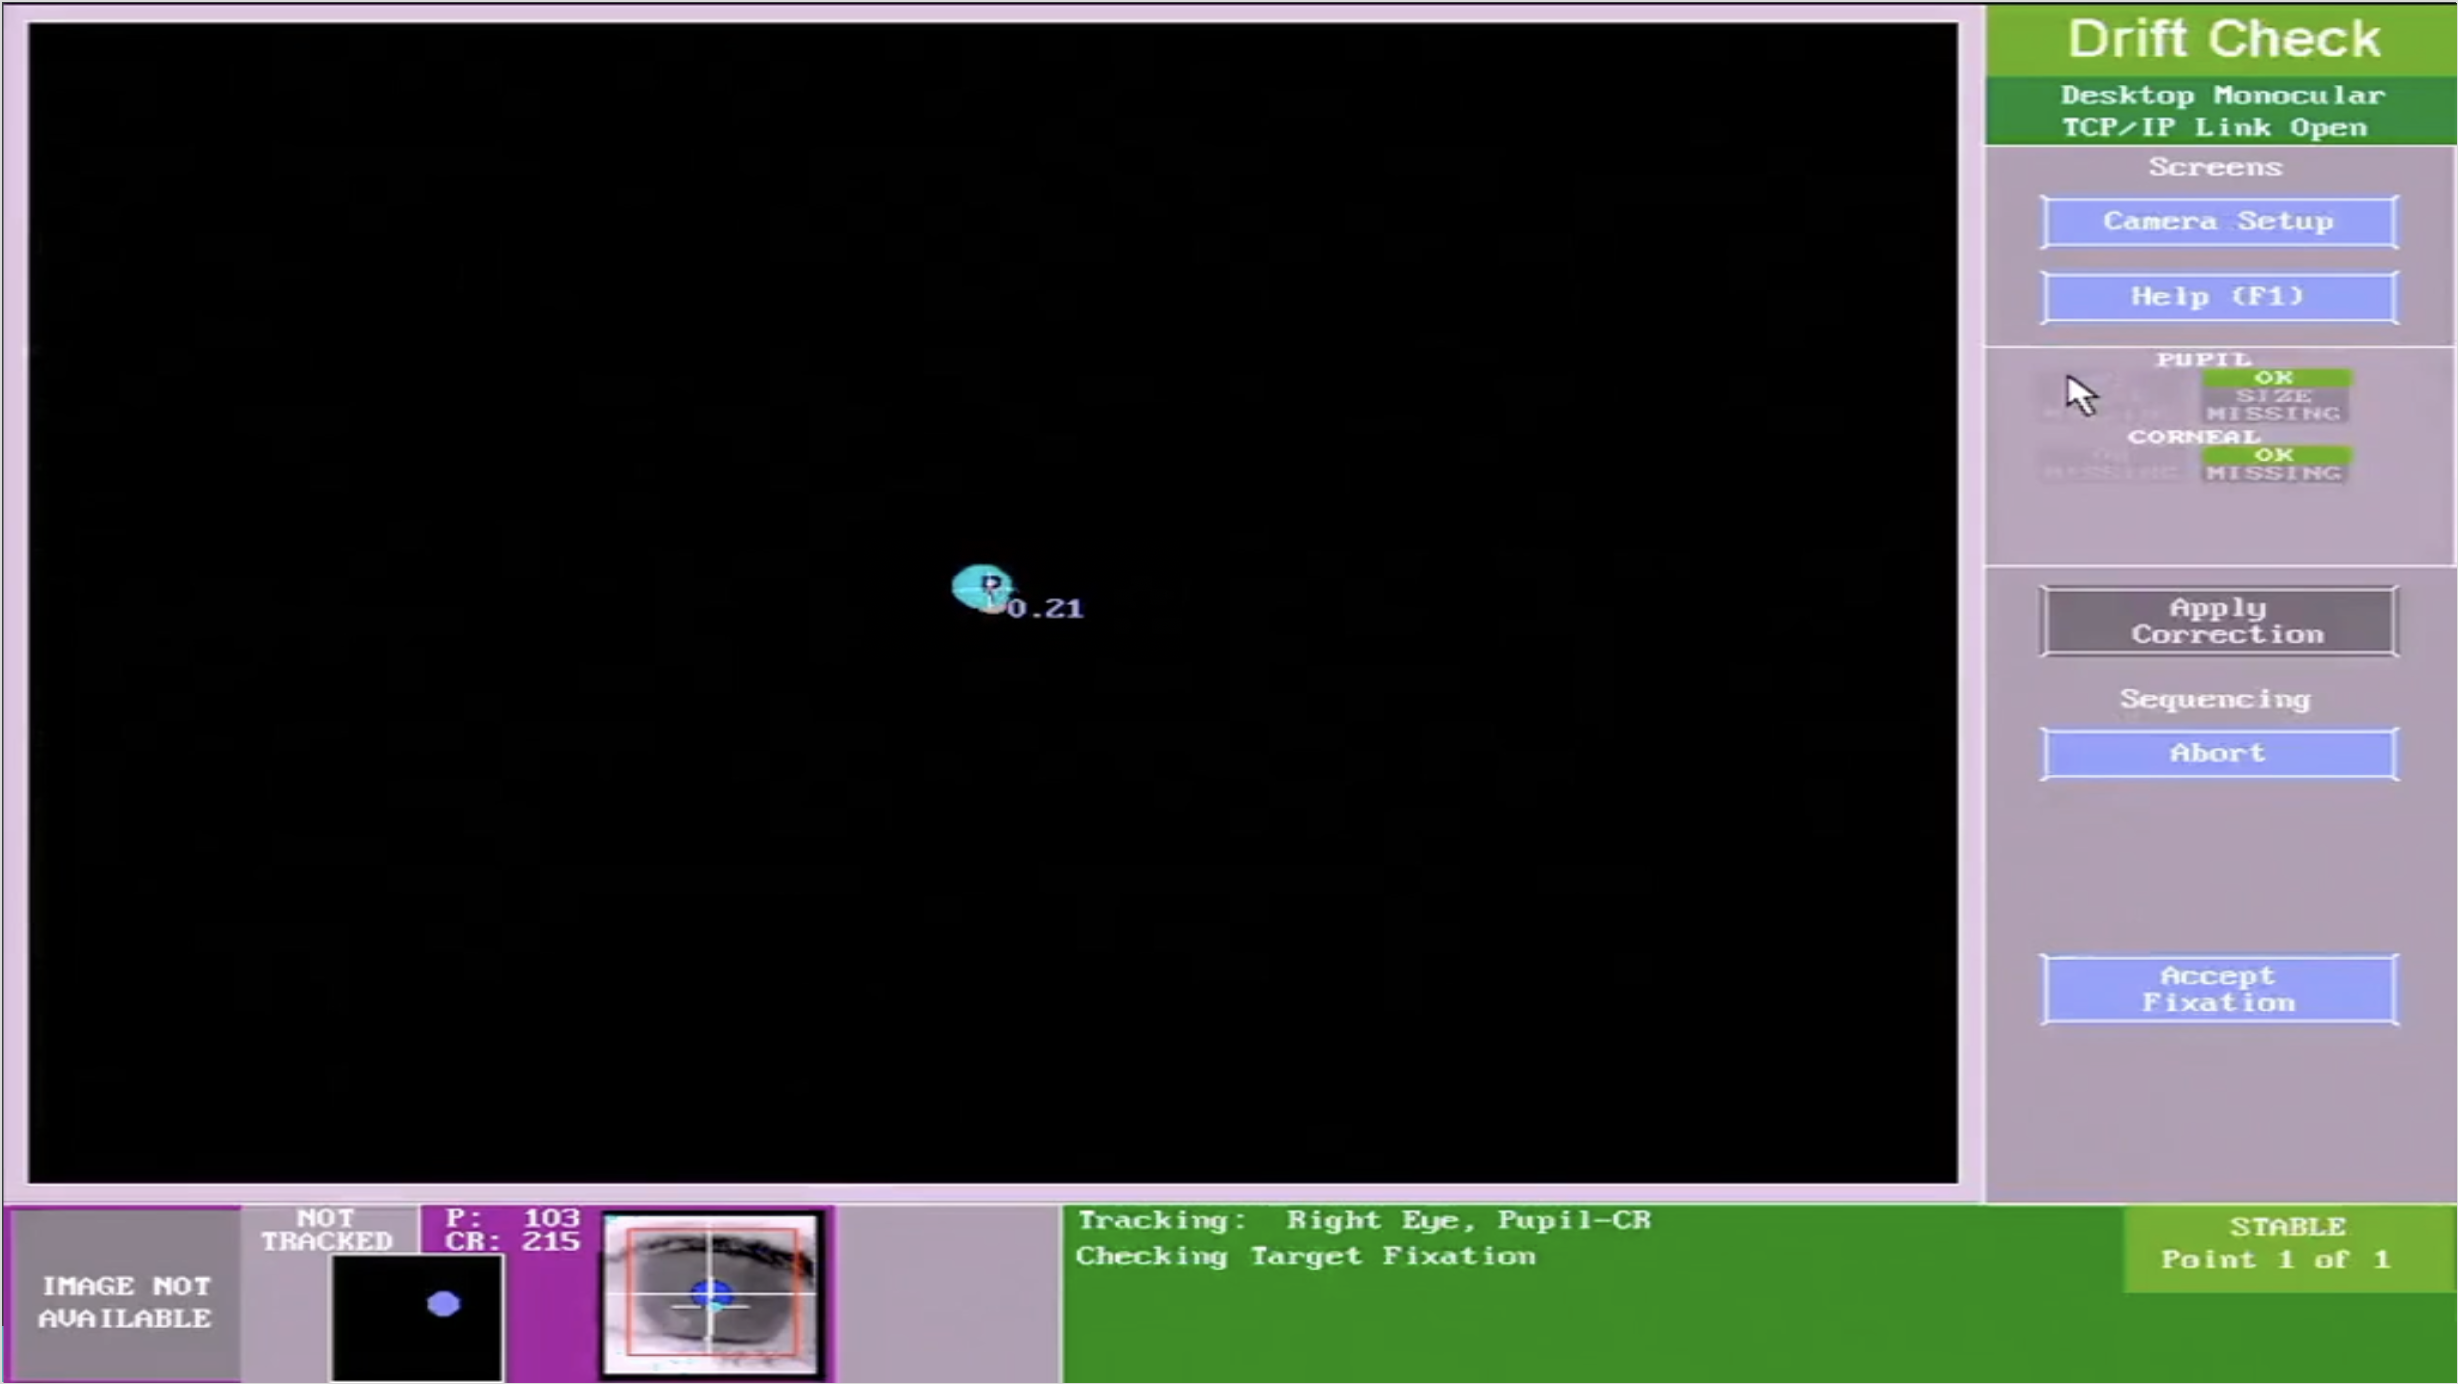 Drift Check
Desktop Monocular
TCP/IP Link Open
Screens
Camera Setup
Help (F1)
PUPIL
OK
SIZE
MISSING
CORNEAL
OK
MISSING
0.21
Apply
Correction
Sequencing
Abort
Accept
Fixation
IMAGE NOT
AVAILABLE
NOT
TRACKED
P: 103
CR: 215
Tracking: Right Eye, Pupil-CR
Checking Target Fixation
STABLE
Point 1 of 1